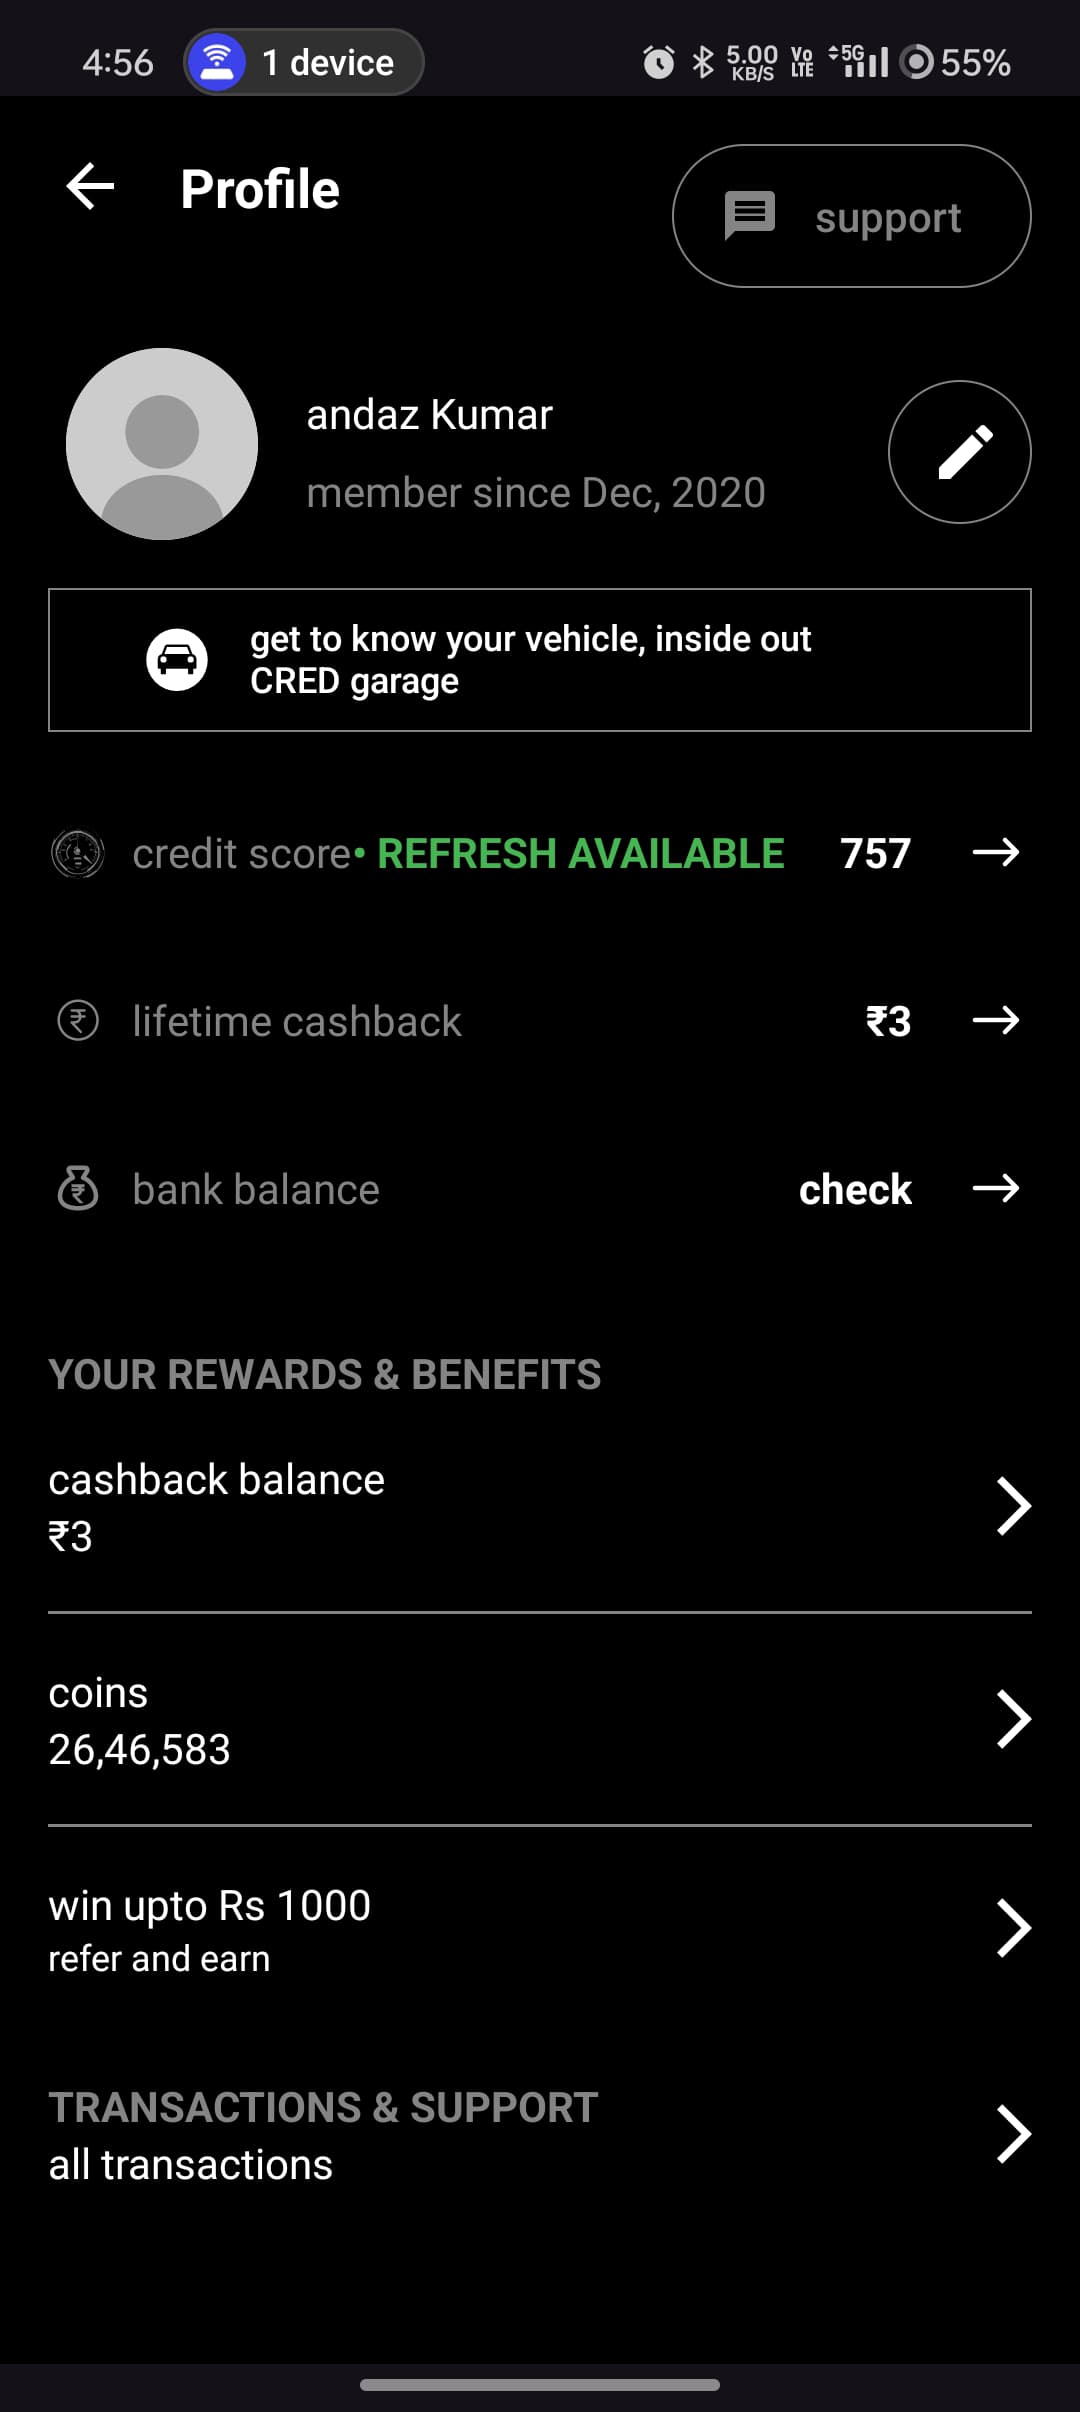 4:56 1 device 5.00 KB/S Vo LTE 5G 55%
Profile
support
andaz Kumar
member since Dec, 2020
get to know your vehicle, inside out
CRED garage
credit score• REFRESH AVAILABLE 757
lifetime cashback ₹3
bank balance check
YOUR REWARDS & BENEFITS
cashback balance
₹3
coins
26,46,583
win upto Rs 1000
refer and earn
TRANSACTIONS & SUPPORT
all transactions